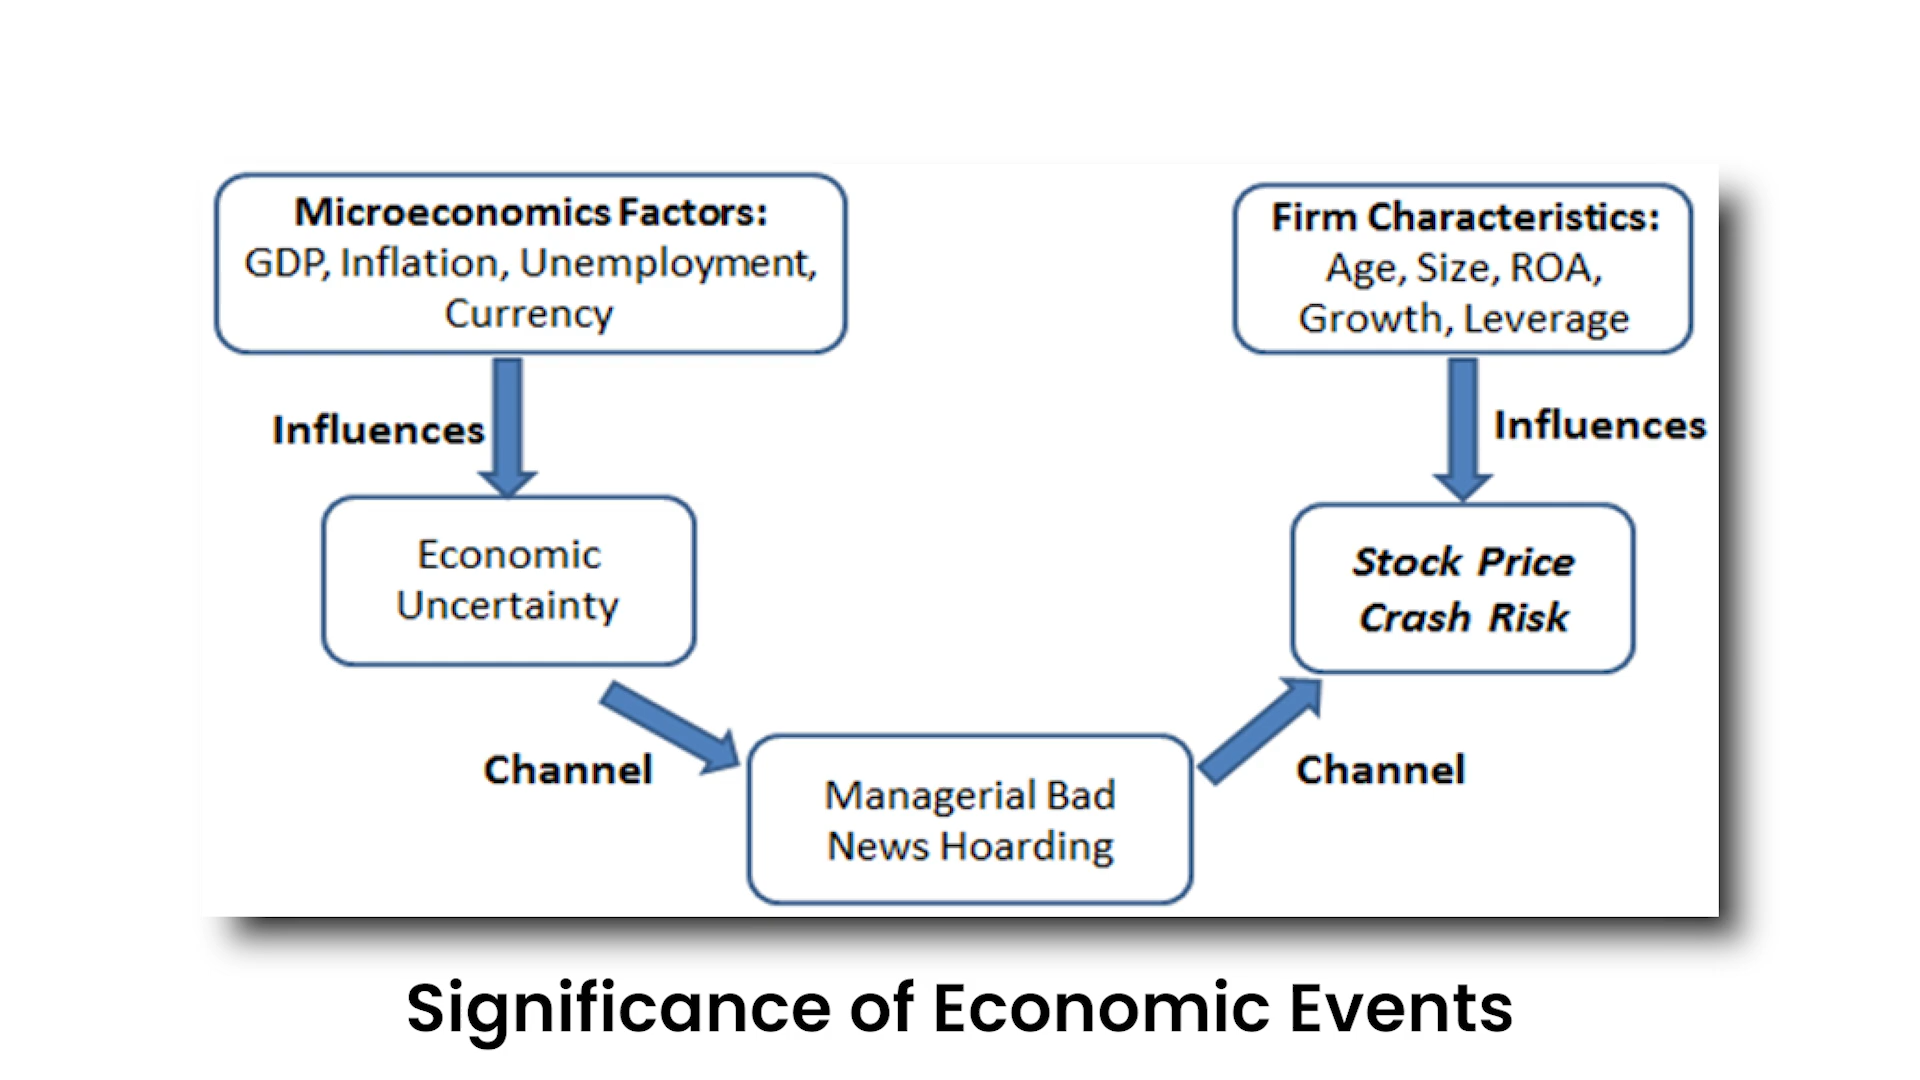 Microeconomics Factors:
GDP, Inflation, Unemployment,
Currency
Firm Characteristics:
Age, Size, ROA,
Growth, Leverage
Influences
Influences
Economic
Uncertainty
Stock Price
Crash Risk
Channel
Channel
Managerial Bad
News Hoarding
Significance of Economic Events